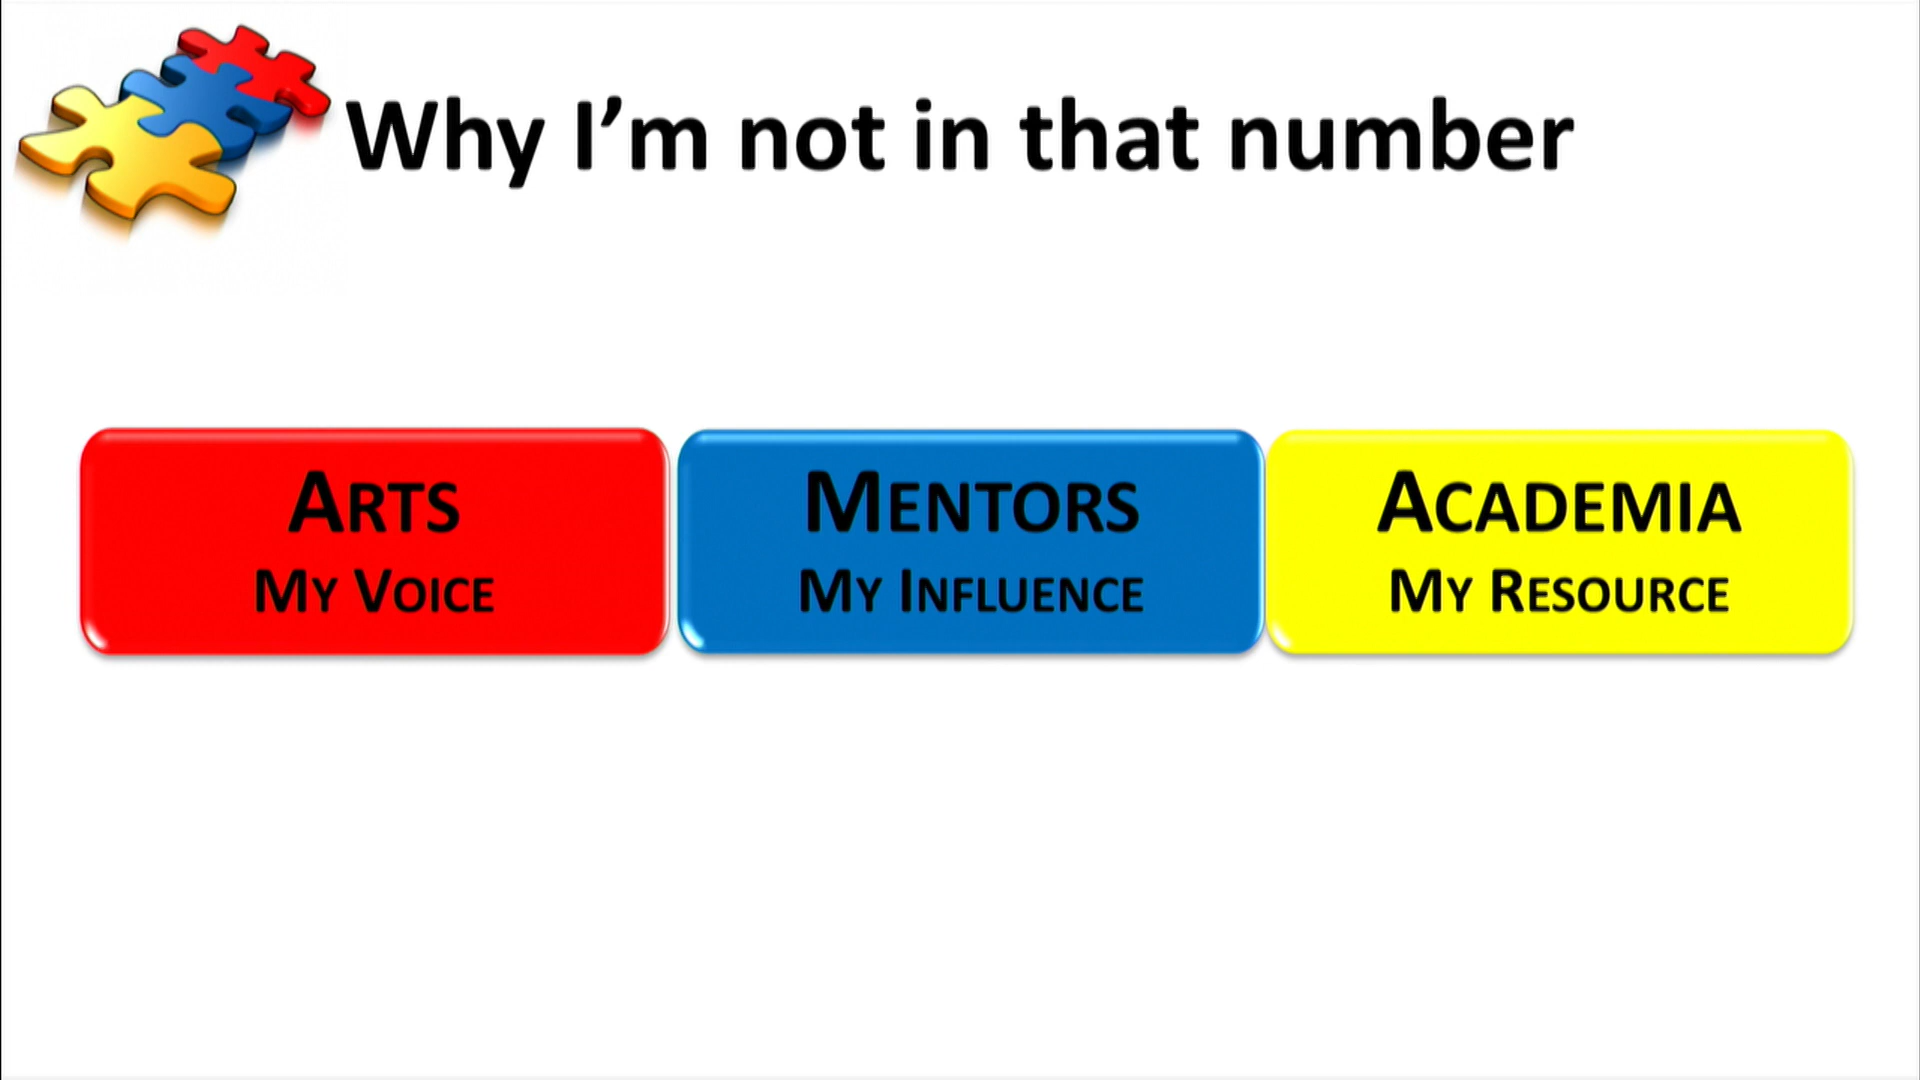 Why I’m not in that number
ARTS
MY VOICE
MENTORS
MY INFLUENCE
ACADEMIA
MY RESOURCE